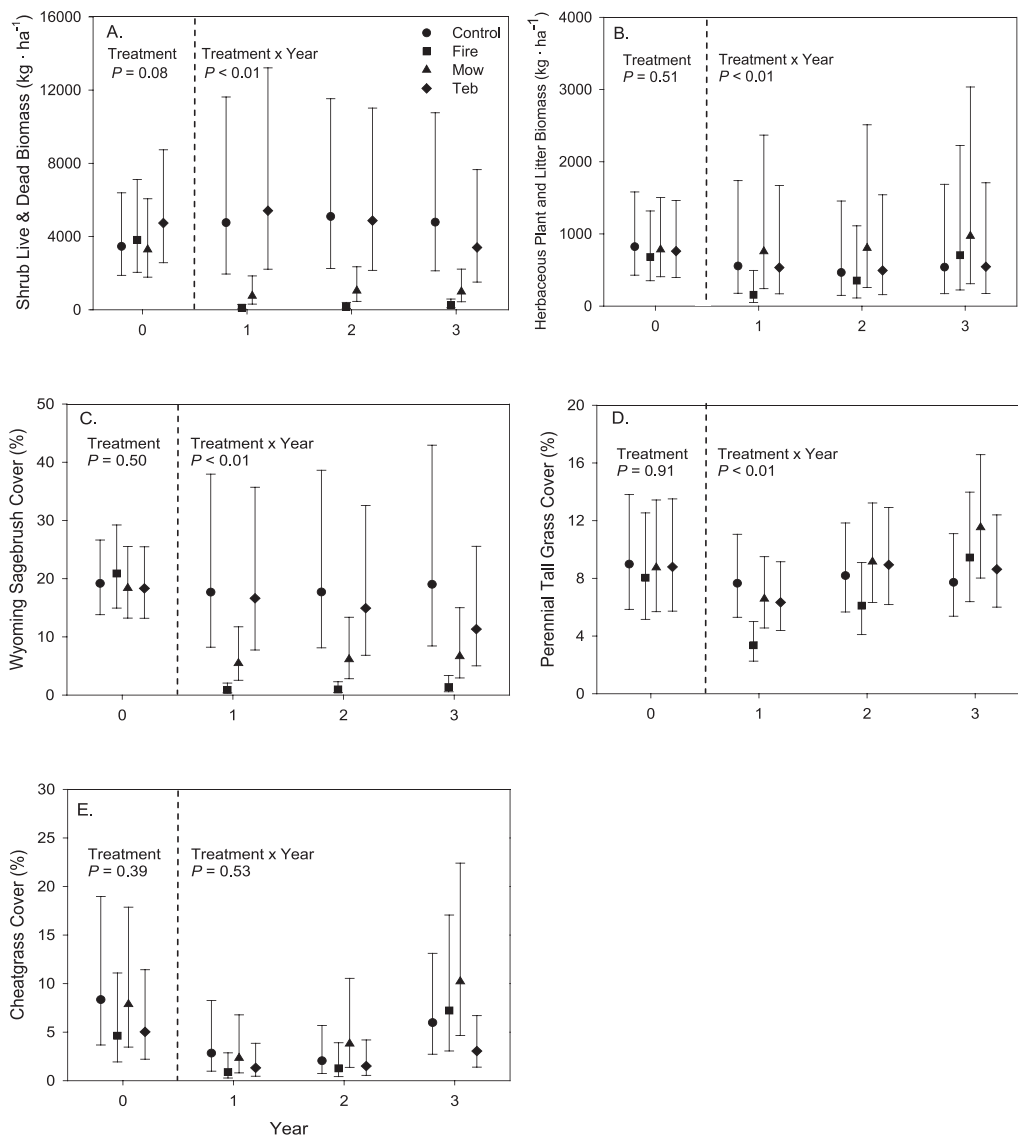 A.
Treatment
P = 0.08
Treatment x Year
P < 0.01
Control
Fire
Mow
Teb
Shrub Live & Dead Biomass (kg · ha⁻¹)
16000
12000
8000
4000
0
0 1 2 3
B.
Treatment
P = 0.51
Treatment x Year
P < 0.01
Herbaceous Plant and Litter Biomass (kg · ha⁻¹)
4000
3000
2000
1000
0
0 1 2 3
C.
Treatment
P = 0.50
Treatment x Year
P < 0.01
Wyoming Sagebrush Cover (%)
50
40
30
20
10
0
0 1 2 3
D.
Treatment
P = 0.91
Treatment x Year
P < 0.01
Perennial Tall Grass Cover (%)
20
16
12
8
4
0
0 1 2 3
E.
Treatment
P = 0.39
Treatment x Year
P = 0.53
Cheatgrass Cover (%)
30
25
20
15
10
5
0
0 1 2 3
Year